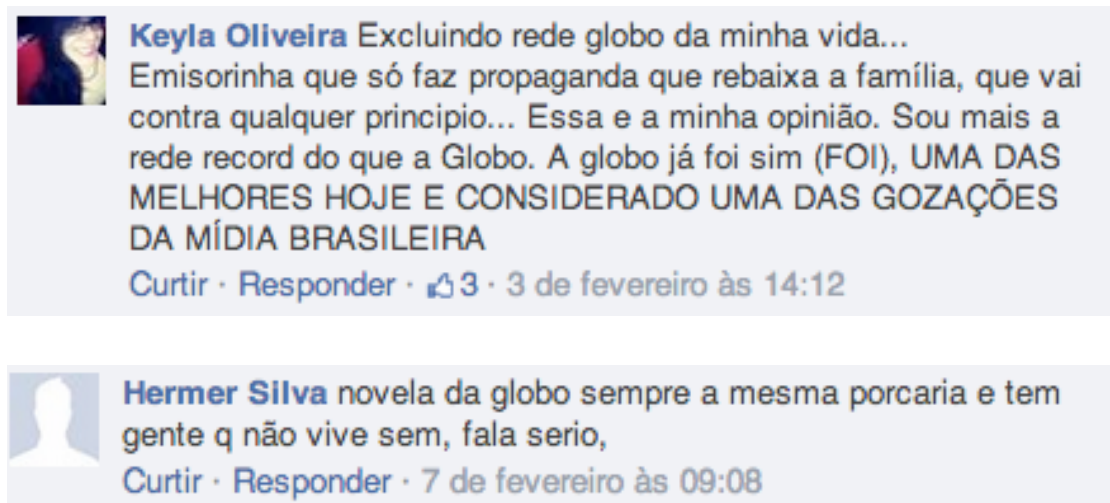 Keyla Oliveira Excluindo rede globo da minha vida...
Emisorinha que só faz propaganda que rebaixa a família, que vai
contra qualquer principio... Essa e a minha opinião. Sou mais a
rede record do que a Globo. A globo já foi sim (FOI), UMA DAS
MELHORES HOJE E CONSIDERADO UMA DAS GOZAÇÕES
DA MÍDIA BRASILEIRA
Curtir · Responder · 3 · 3 de fevereiro às 14:12
Hermer Silva novela da globo sempre a mesma porcaria e tem
gente q não vive sem, fala serio,
Curtir · Responder · 7 de fevereiro às 09:08